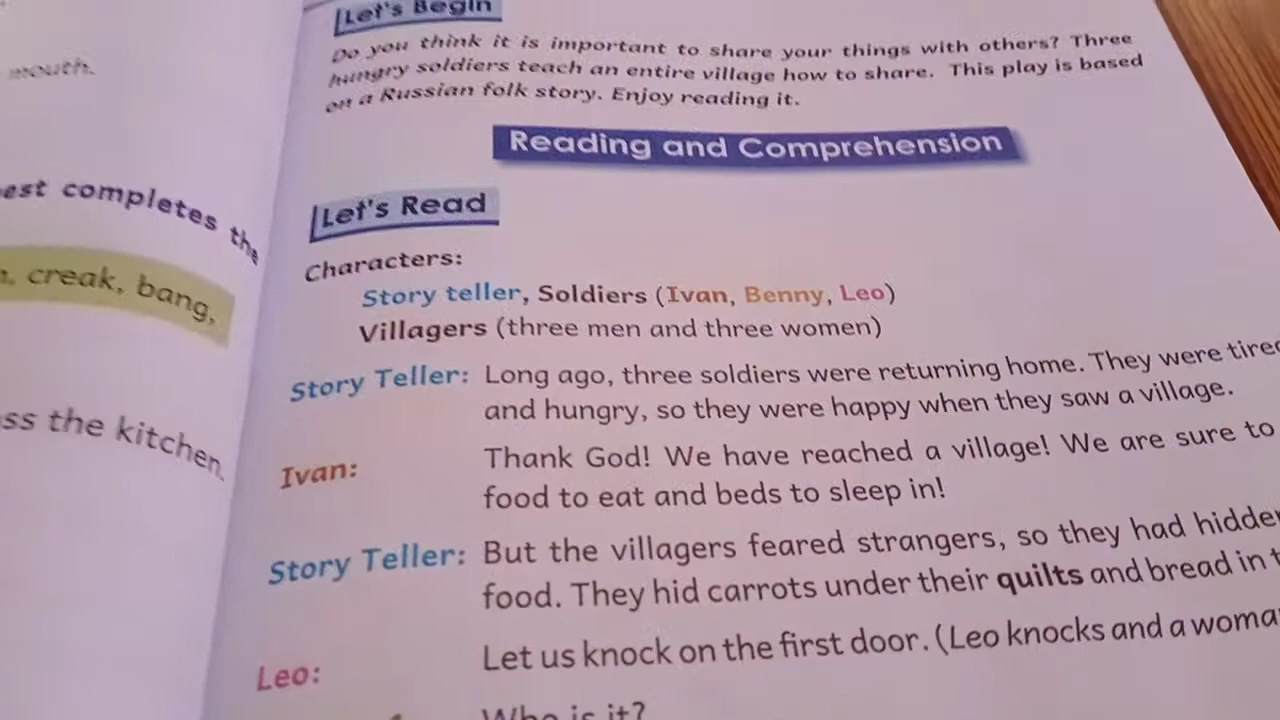 mouth.
est completes the
creak, bang,
ss the kitchen.
Let's Begin
Do you think it is important to share your things with others? Three
hungry soldiers teach an entire village how to share. This play is based
on a Russian folk story. Enjoy reading it.
Reading and Comprehension
Let's Read
Characters:
Story teller, Soldiers (Ivan, Benny, Leo)
Villagers (three men and three women)
Story Teller: Long ago, three soldiers were returning home. They were tired
and hungry, so they were happy when they saw a village.
Ivan: Thank God! We have reached a village! We are sure to
food to eat and beds to sleep in!
Story Teller: But the villagers feared strangers, so they had hidden
food. They hid carrots under their quilts and bread in t
Leo: Let us knock on the first door. (Leo knocks and a woma
Who is it?